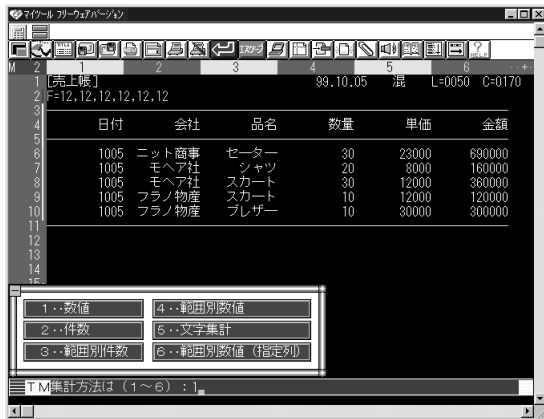 マイツール フリーウェアバージョン
M 2 1 2 3 4 5 6
1 [売上帳] 99.10.05 混 L=0050 C=0170
2 F=12,12,12,12,12,12
3
4 日付 会社 品名 数量 単価 金額
5
6 1005 ニット商事 セーター 30 23000 690000
7 1005 モヘア社 シャツ 20 8000 160000
8 1005 モヘア社 スカート 30 12000 360000
9 1005 フラノ物産 スカート 10 12000 120000
10 1005 フラノ物産 ブレザー 10 30000 300000
11
12
13
14
15
1・・数値 4・・範囲別数値
2・・件数 5・・文字集計
3・・範囲別件数 6・・範囲別数値（指定列）
TM集計方法は（1～6）：1